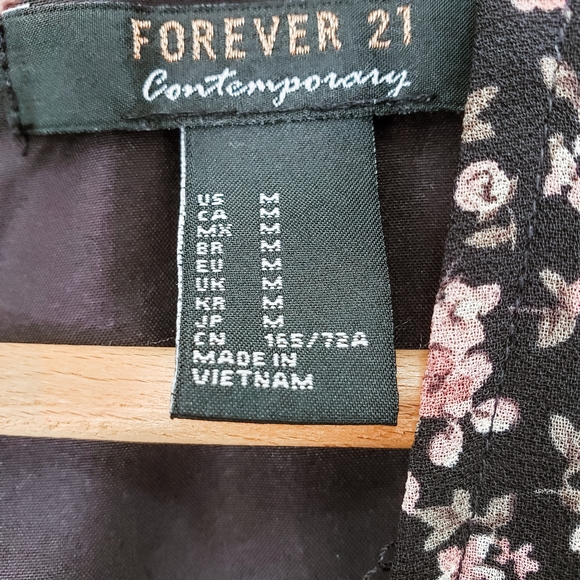 FOREVER 21
Contemporary
US M
CA M
MX M
BR M
EU M
UK M
KR M
JP M
CN 165/72A
MADE IN
VIETNAM